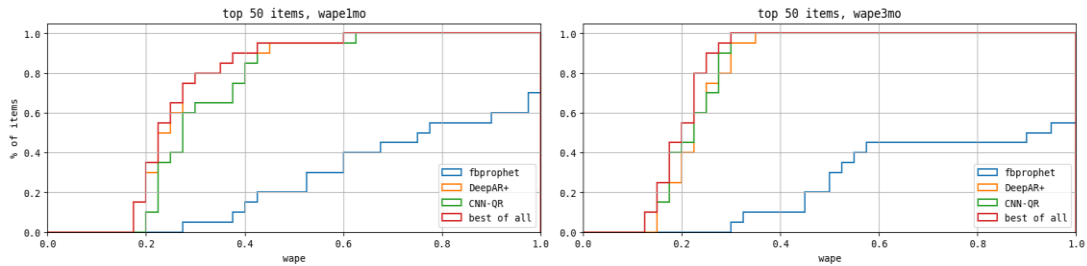 top 50 items, wape1mo
% of items
1.0
0.8
0.6
0.4
0.2
0.0
0.0 0.2 0.4 0.6 0.8 1.0
wape
fbprophet
DeepAR+
CNN-QR
best of all
top 50 items, wape3mo
1.0
0.8
0.6
0.4
0.2
0.0
0.0 0.2 0.4 0.6 0.8 1.0
wape
fbprophet
DeepAR+
CNN-QR
best of all